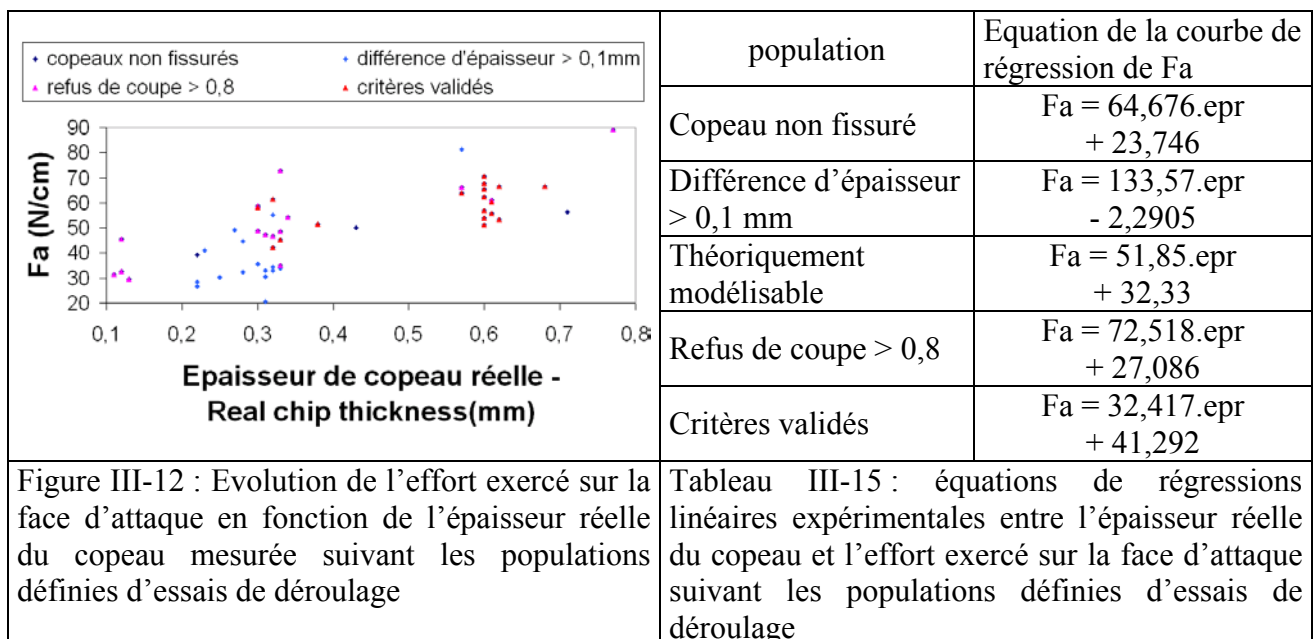 copeaux non fissurés
différence d'épaisseur > 0,1mm
refus de coupe > 0,8
critères validés
90
80
70
60
50
40
30
20
Fa (N/cm)
0,1 0,2 0,3 0,4 0,5 0,6 0,7 0,8
Epaisseur de copeau réelle -
Real chip thickness(mm)
population
Equation de la courbe de
régression de Fa
Copeau non fissuré
Fa = 64,676.epr
+ 23,746
Différence d’épaisseur
> 0,1 mm
Fa = 133,57.epr
- 2,2905
Théoriquement
modélisable
Fa = 51,85.epr
+ 32,33
Refus de coupe > 0,8
Fa = 72,518.epr
+ 27,086
Critères validés
Fa = 32,417.epr
+ 41,292
Figure III-12 : Evolution de l’effort exercé sur la
face d’attaque en fonction de l’épaisseur réelle
du copeau mesurée suivant les populations
définies d’essais de déroulage
Tableau III-15 : équations de régressions
linéaires expérimentales entre l’épaisseur réelle
du copeau et l’effort exercé sur la face d’attaque
suivant les populations définies d’essais de
déroulage